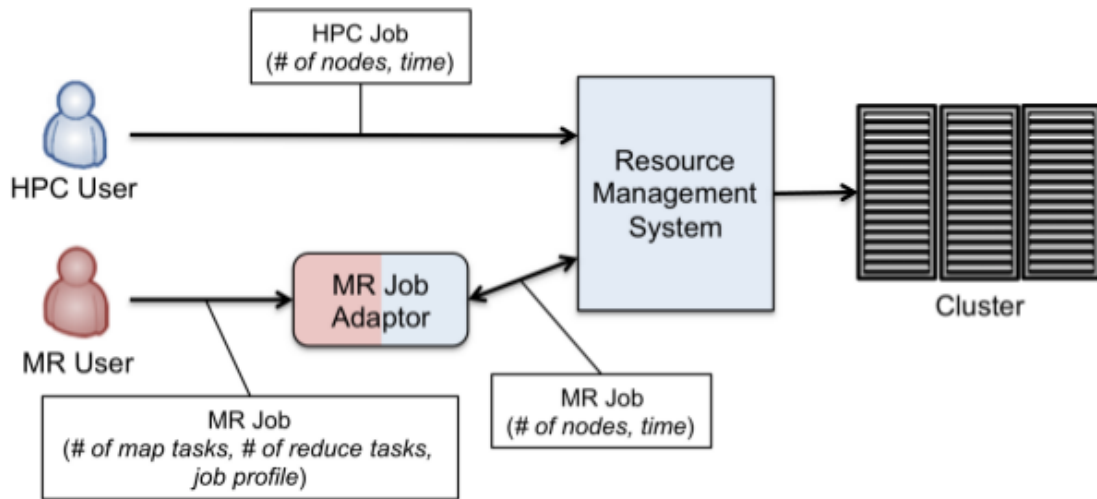 HPC Job
(# of nodes, time)
HPC User
Resource
Management
System
Cluster
MR User
MR Job
Adaptor
MR Job
(# of map tasks, # of reduce tasks,
job profile)
MR Job
(# of nodes, time)